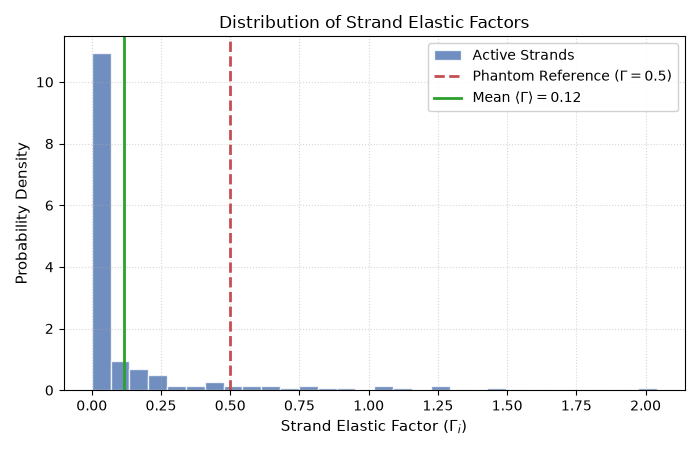 Distribution of Strand Elastic Factors
Active Strands
Phantom Reference (Γ = 0.5)
Mean ⟨Γ⟩ = 0.12
Probability Density
10
8
6
4
2
0
0.00 0.25 0.50 0.75 1.00 1.25 1.50 1.75 2.00
Strand Elastic Factor (Γᵢ)